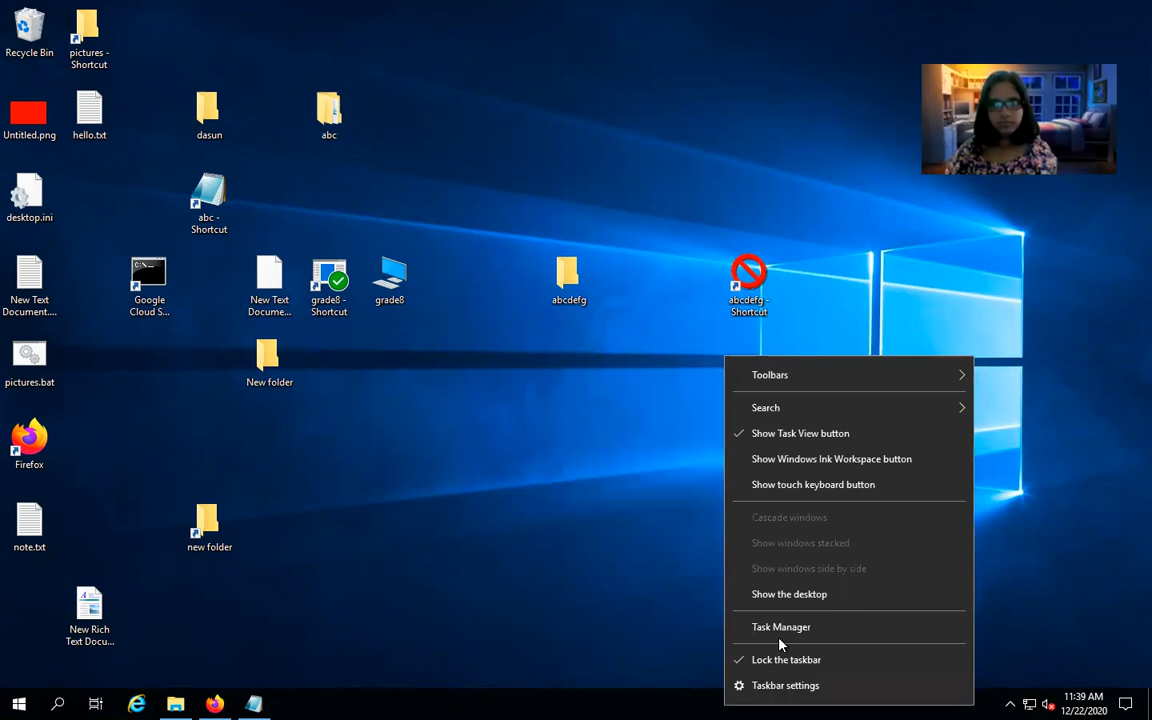 Recycle Bin
pictures -
Shortcut
Untitled.png
hello.txt
dasun
abc
desktop.ini
abc -
Shortcut
New Text
Document....
C:\_
Google
Cloud S...
New Text
Docume...
grade8 -
Shortcut
grade8
abcdefg
abcdefg -
Shortcut
pictures.bat
New folder
Firefox
note.txt
new folder
New Rich
Text Docu...
Toolbars
Search
Show Task View button
Show Windows Ink Workspace button
Show touch keyboard button
Cascade windows
Show windows stacked
Show windows side by side
Show the desktop
Task Manager
Lock the taskbar
Taskbar settings
11:39 AM
12/22/2020